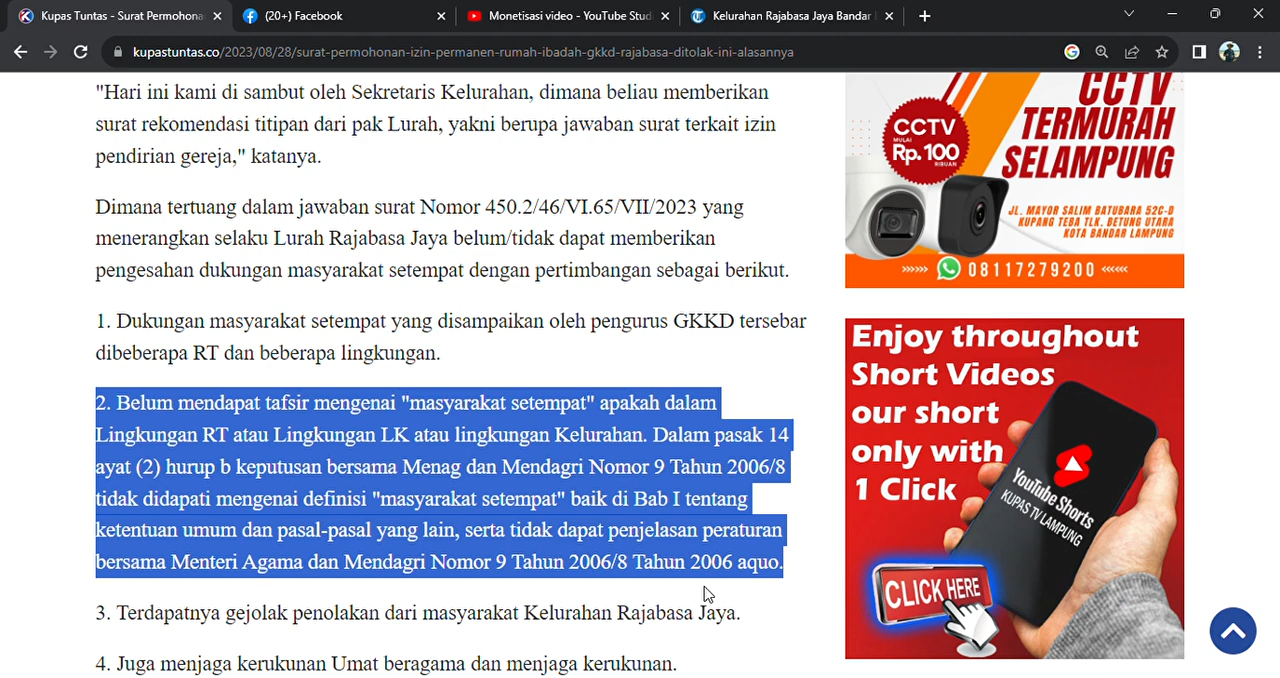 Kupas Tuntas - Surat Permohona
(20+) Facebook
Monetisasi video - YouTube Stud
Kelurahan Rajabasa Jaya Bandar
kupastuntas.co/2023/08/28/surat-permohonan-izin-permanen-rumah-ibadah-gkkd-rajabasa-ditolak-ini-alasannya
"Hari ini kami di sambut oleh Sekretaris Kelurahan, dimana beliau memberikan
surat rekomendasi titipan dari pak Lurah, yakni berupa jawaban surat terkait izin
pendirian gereja," katanya.
Dimana tertuang dalam jawaban surat Nomor 450.2/46/VI.65/VII/2023 yang
menerangkan selaku Lurah Rajabasa Jaya belum/tidak dapat memberikan
pengesahan dukungan masyarakat setempat dengan pertimbangan sebagai berikut.
1. Dukungan masyarakat setempat yang disampaikan oleh pengurus GKKD tersebar
dibeberapa RT dan beberapa lingkungan.
2. Belum mendapat tafsir mengenai "masyarakat setempat" apakah dalam
Lingkungan RT atau Lingkungan LK atau lingkungan Kelurahan. Dalam pasak 14
ayat (2) hurup b keputusan bersama Menag dan Mendagri Nomor 9 Tahun 2006/8
tidak didapati mengenai definisi "masyarakat setempat" baik di Bab I tentang
ketentuan umum dan pasal-pasal yang lain, serta tidak dapat penjelasan peraturan
bersama Menteri Agama dan Mendagri Nomor 9 Tahun 2006/8 Tahun 2006 aquo.
3. Terdapatnya gejolak penolakan dari masyarakat Kelurahan Rajabasa Jaya.
4. Juga menjaga kerukunan Umat beragama dan menjaga kerukunan.
CCTV
TERMURAH
SELAMPUNG
CCTV
MULAI
Rp.100
RIBUAN
JL. MAYOR SALIM BATUBARA 52C-D
KUPANG TEBA TLK. BETUNG UTARA
KOTA BANDAR LAMPUNG
08117279200
Enjoy throughout
Short Videos
our short
only with
1 Click
YouTube Shorts
KUPAS TV LAMPUNG
CLICK HERE